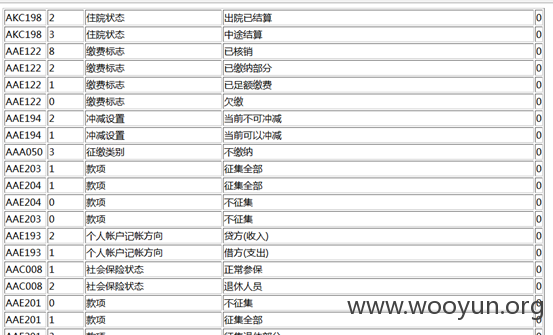 AKC198 2 住院状态 出院已结算 0
AKC198 3 住院状态 中途结算 0
AAE122 8 缴费标志 已核销 0
AAE122 2 缴费标志 已缴纳部分 0
AAE122 1 缴费标志 已足额缴费 0
AAE122 0 缴费标志 欠缴 0
AAE194 2 冲减设置 当前不可冲减 0
AAE194 1 冲减设置 当前可以冲减 0
AAA050 3 征缴类别 不缴纳 0
AAE203 1 款项 征集全部 0
AAE204 1 款项 征集全部 0
AAE204 0 款项 不征集 0
AAE203 0 款项 不征集 0
AAE193 2 个人帐户记帐方向 贷方(收入) 0
AAE193 1 个人帐户记帐方向 借方(支出) 0
AAC008 1 社会保险状态 正常参保 0
AAC008 2 社会保险状态 退休人员 0
AAE201 0 款项 不征集
AAE201 1 款项 征集全部 0
www.wooyun.org